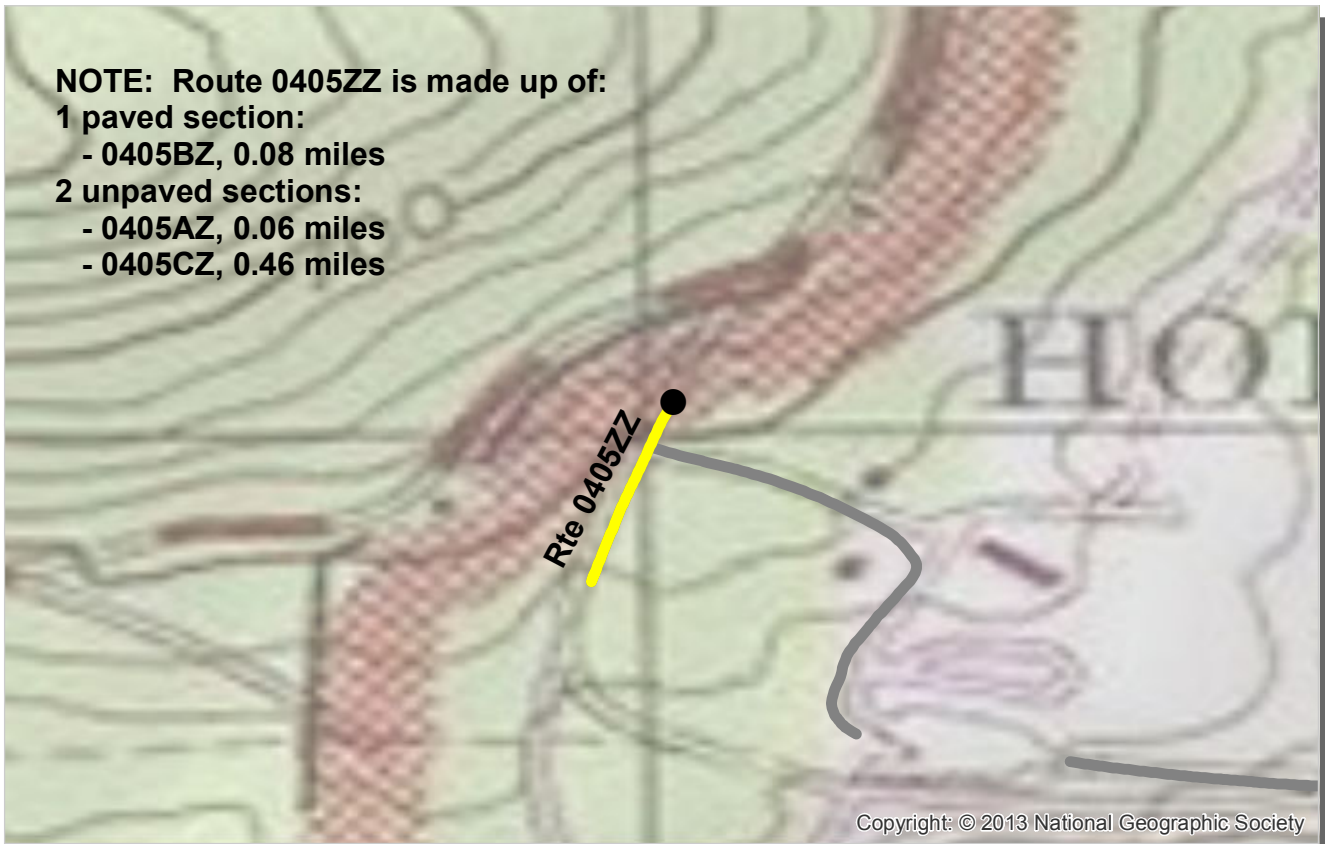 NOTE:  Route 0405ZZ is made up of:
1 paved section:
- 0405BZ, 0.08 miles
2 unpaved sections:
- 0405AZ, 0.06 miles
- 0405CZ, 0.46 miles
HO
Rte 0405ZZ
Copyright: © 2013 National Geographic Society